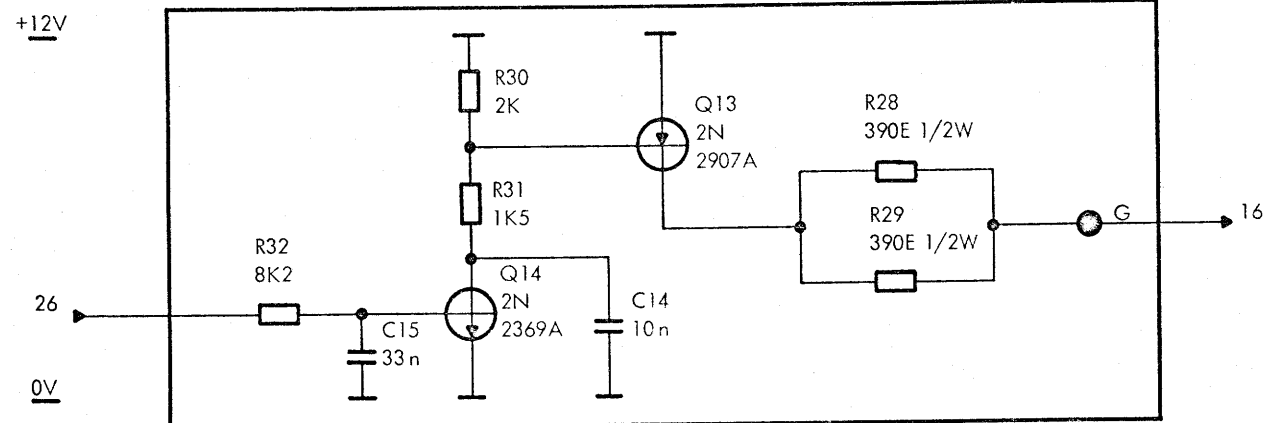 +12V
R30
2K
Q13
2N
2907A
R28
390E 1/2W
R31
1K5
R29
390E 1/2W
G
16
R32
8K2
Q14
2N
2369A
26
C15
33n
C14
10n
0V